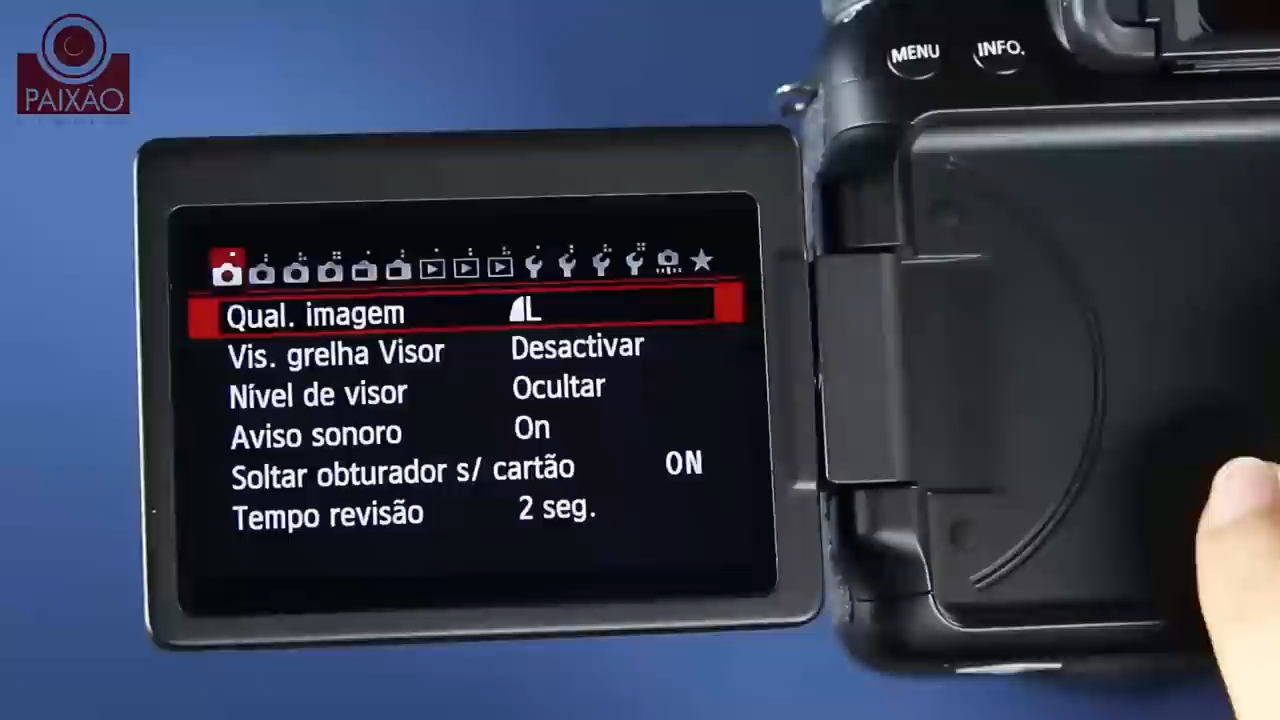 PAIXÃO
MENU INFO.
Qual. imagem L
Vis. grelha Visor Desactivar
Nível de visor Ocultar
Aviso sonoro On
Soltar obturador s/ cartão ON
Tempo revisão 2 seg.